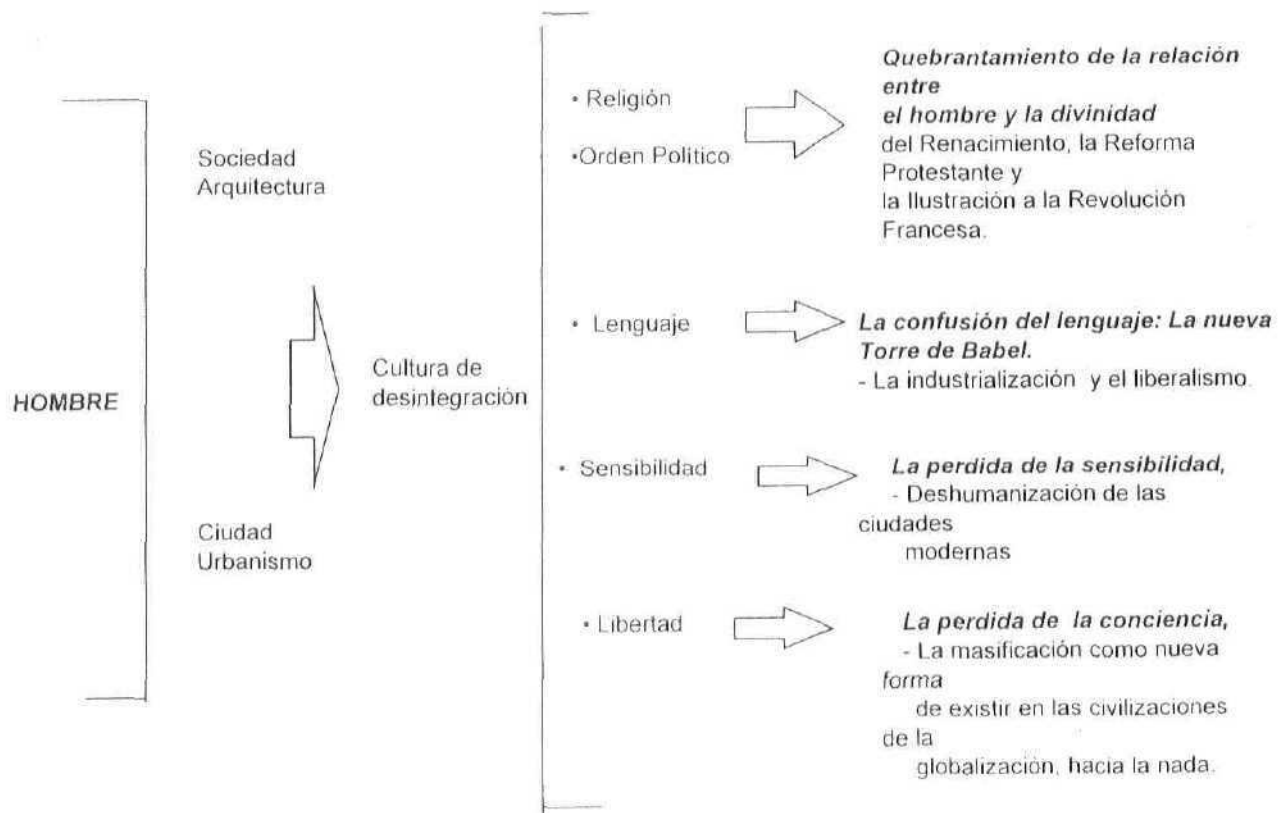 HOMBRE
Sociedad
Arquitectura
Ciudad
Urbanismo
Cultura de
desintegración
• Religión
•Orden Político
Quebrantamiento de la relación
entre
el hombre y la divinidad
del Renacimiento, la Reforma
Protestante y
la Ilustración a la Revolución
Francesa.
• Lenguaje
La confusión del lenguaje: La nueva
Torre de Babel.
- La industrialización y el liberalismo.
• Sensibilidad
La perdida de la sensibilidad,
- Deshumanización de las
ciudades
modernas
• Libertad
La perdida de la conciencia,
- La masificación como nueva
forma
de existir en las civilizaciones
de la
globalización, hacia la nada.